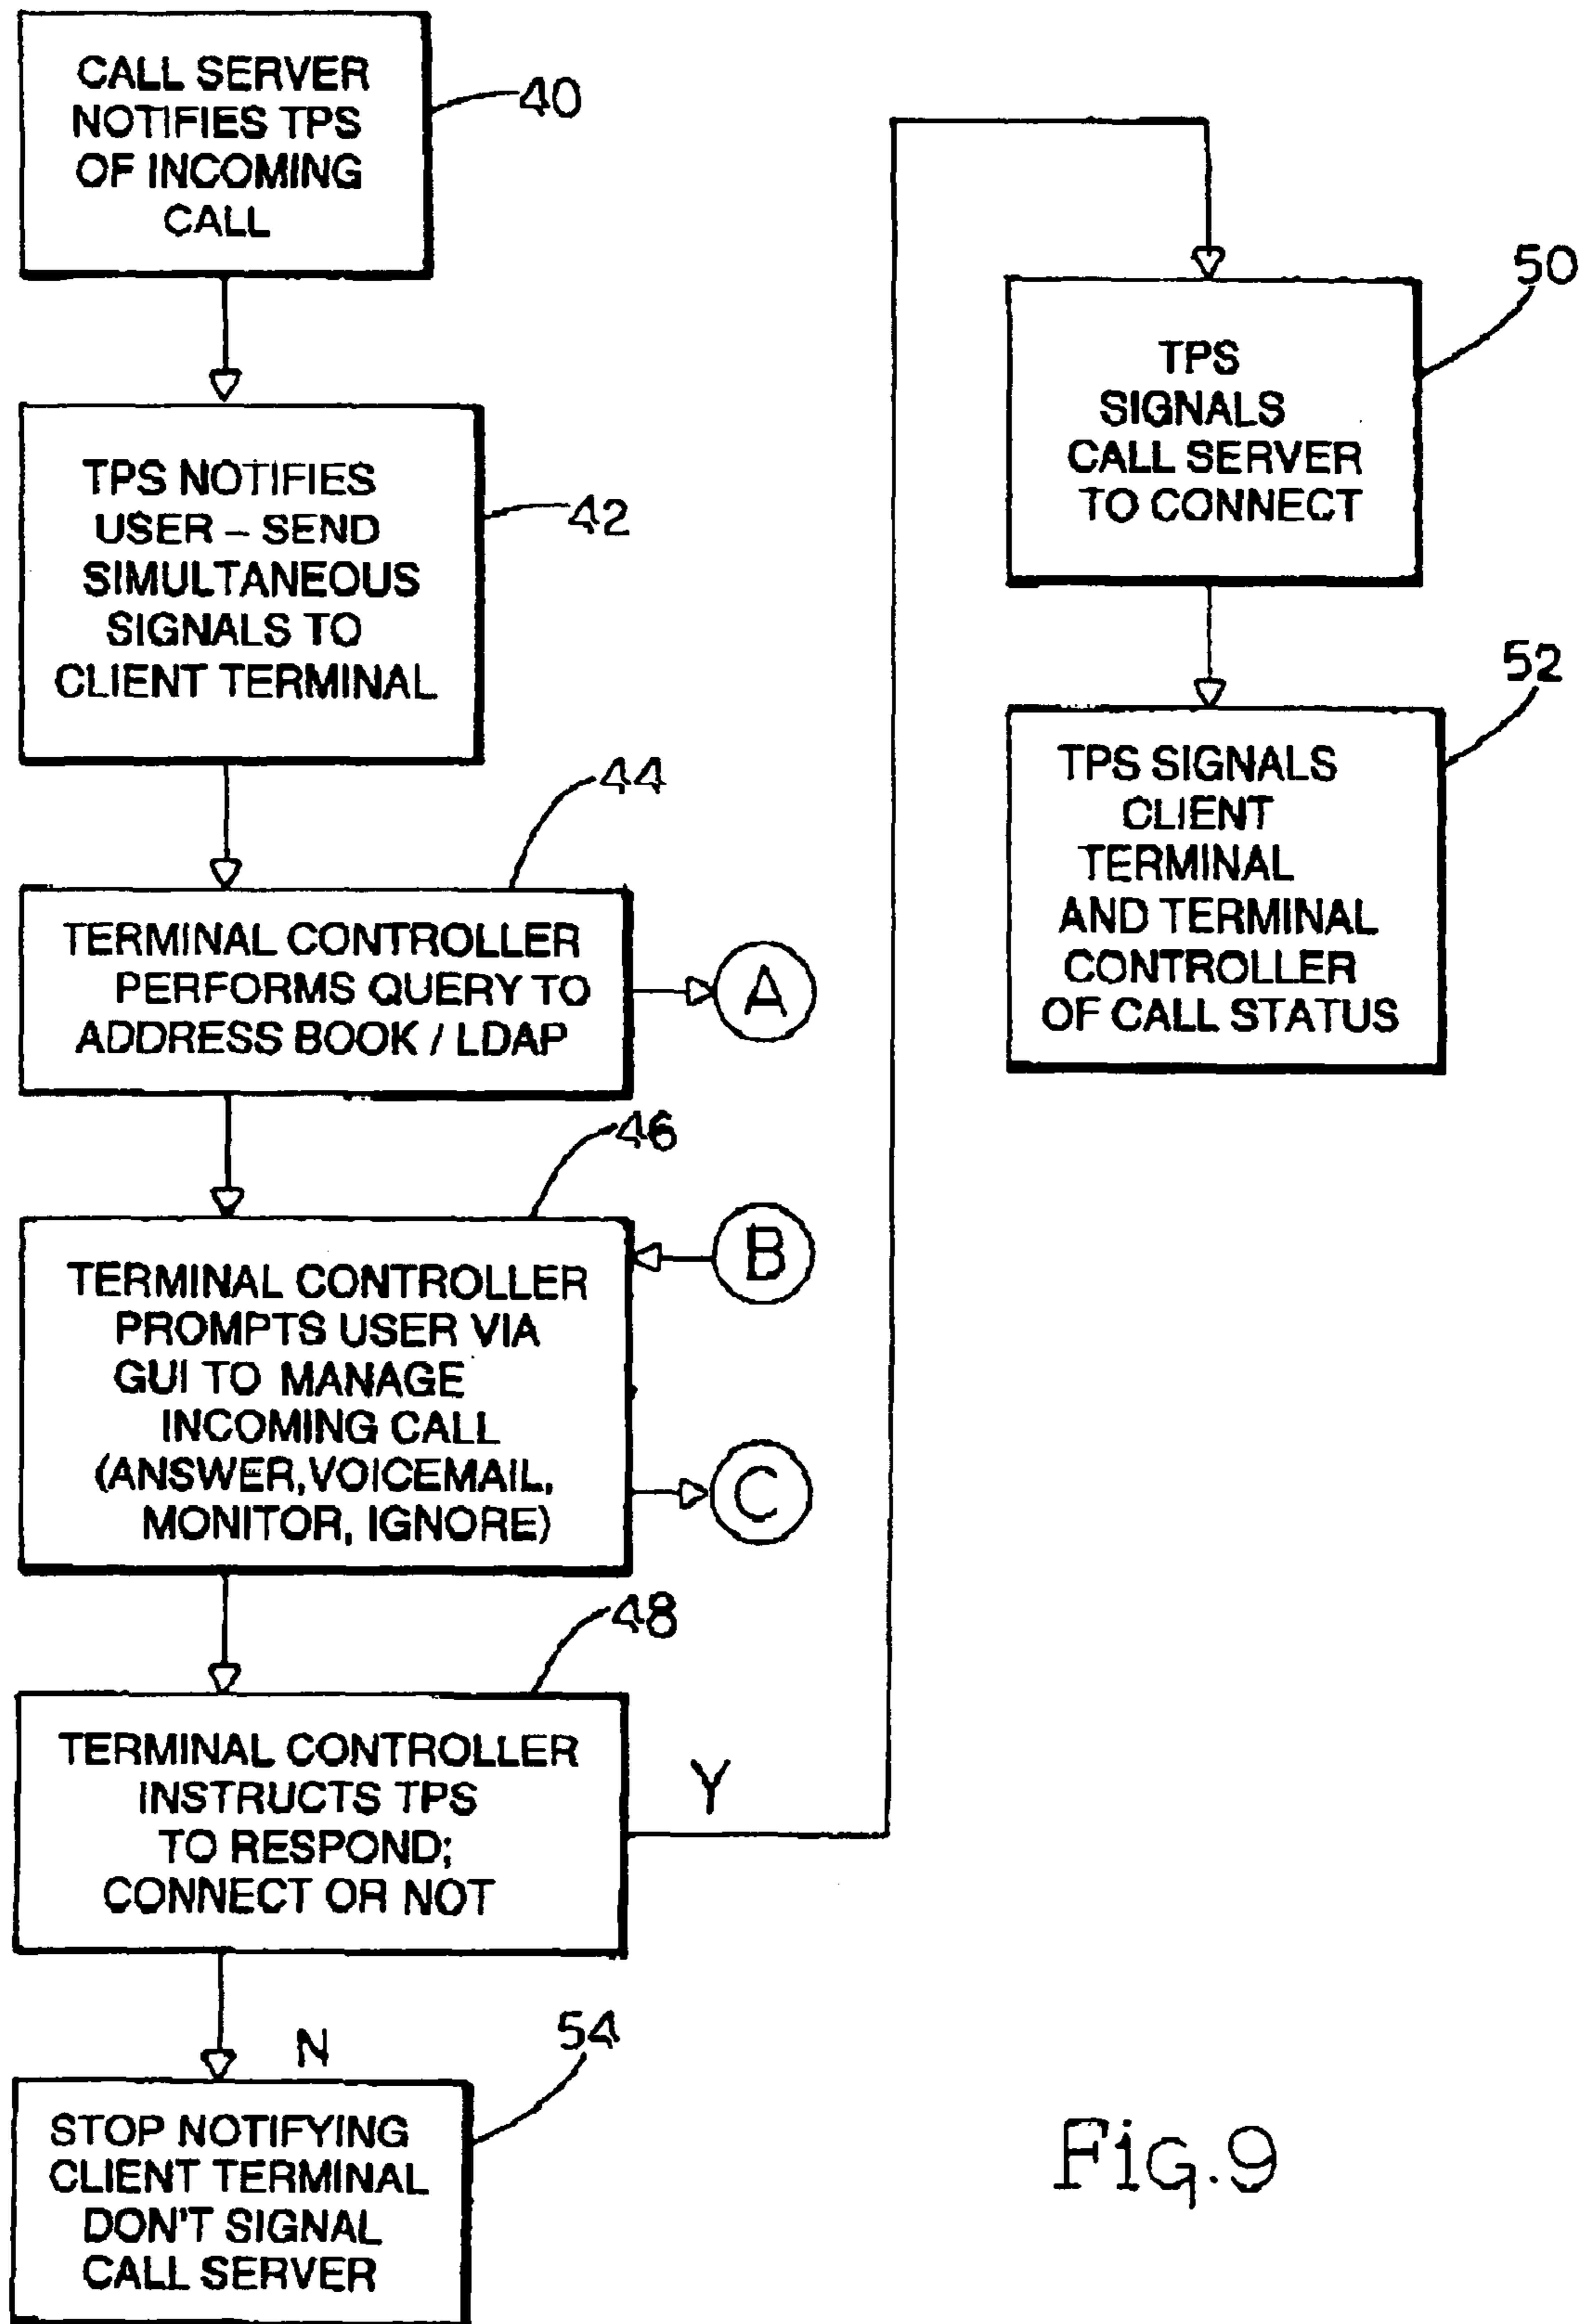 CALL SERVER
NOTIFIES TPS
OF INCOMING
CALL
40
TPS NOTIFIES
USER – SEND
SIMULTANEOUS
SIGNALS TO
CLIENT TERMINAL
42
44
TERMINAL CONTROLLER
PERFORMS QUERY TO
ADDRESS BOOK / LDAP
A
46
TERMINAL CONTROLLER
PROMPTS USER VIA
GUI TO MANAGE
INCOMING CALL
(ANSWER, VOICEMAIL,
MONITOR, IGNORE)
B
C
48
TERMINAL CONTROLLER
INSTRUCTS TPS
TO RESPOND;
CONNECT OR NOT
Y
N
54
STOP NOTIFYING
CLIENT TERMINAL
DON'T SIGNAL
CALL SERVER
50
TPS
SIGNALS
CALL SERVER
TO CONNECT
52
TPS SIGNALS
CLIENT
TERMINAL
AND TERMINAL
CONTROLLER
OF CALL STATUS
Fig.9